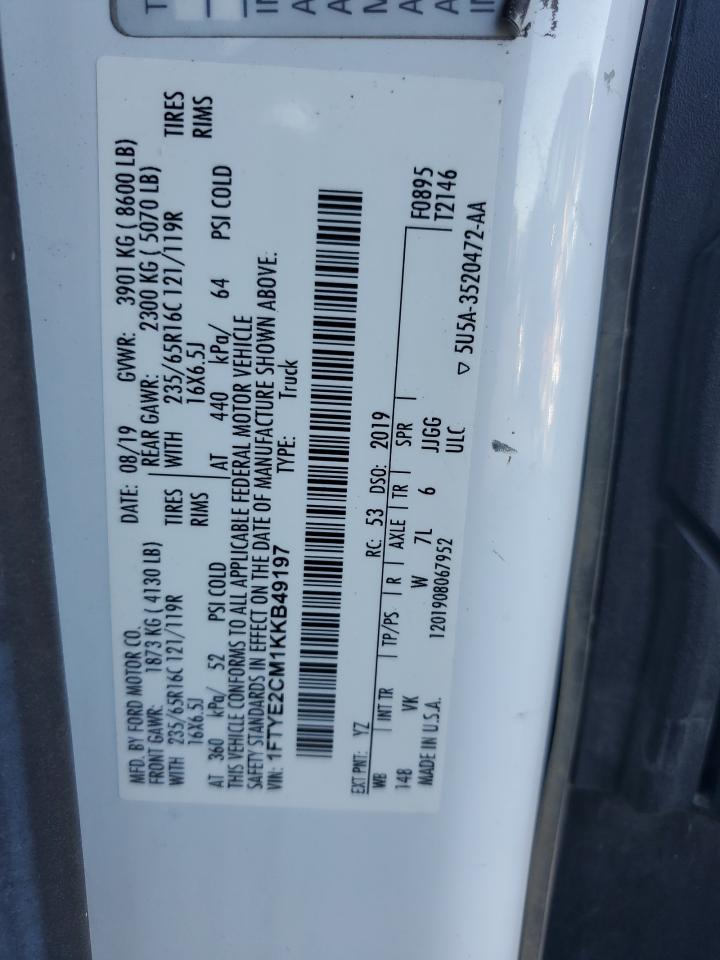 MFD. BY FORD MOTOR CO.
DATE: 08/19 GVWR: 3901 KG ( 8600 LB)
FRONT GAWR: 1873 KG ( 4130 LB) REAR GAWR: 2300 KG ( 5070 LB)
WITH 235/65R16C 121/119R TIRES WITH 235/65R16C 121/119R TIRES
16X6.5J RIMS 16X6.5J RIMS
AT 360 kPa/ 52 PSI COLD AT 440 kPa/ 64 PSI COLD
THIS VEHICLE CONFORMS TO ALL APPLICABLE FEDERAL MOTOR VEHICLE
SAFETY STANDARDS IN EFFECT ON THE DATE OF MANUFACTURE SHOWN ABOVE.
VIN: 1FTYE2CM1KKB49197 TYPE: Truck
EXT PNT: YZ RC: 53 DSO: 2019
WB INT TR TP/PS R AXLE TR SPR F0895
148 VK W 7L 6 JJGG T2146
MADE IN U.S.A. 1201908067952 ULC
▽ 5U5A-3520472-AA